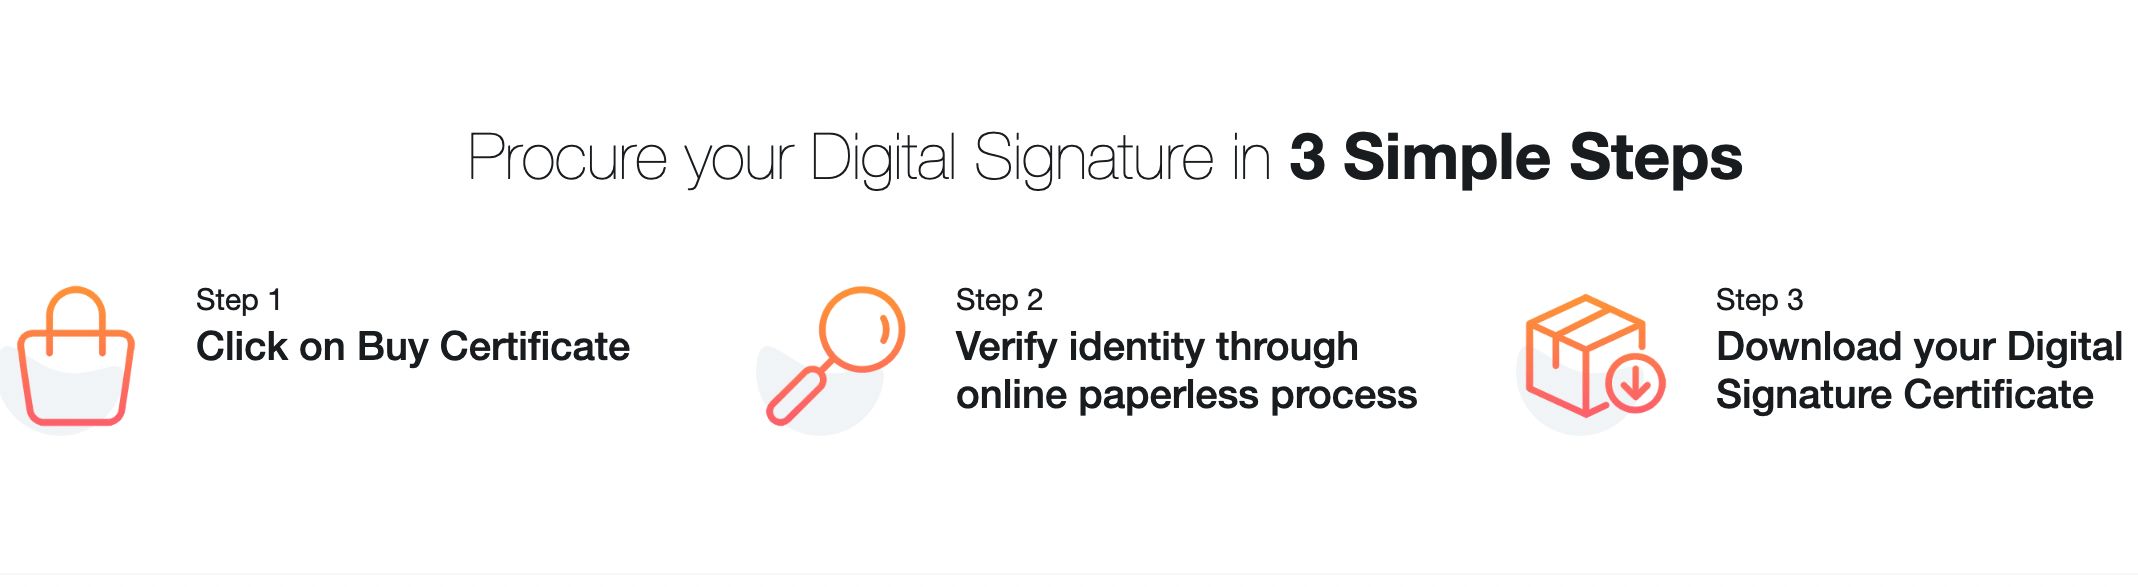 Procure your Digital Signature in 3 Simple Steps
Step 1
Click on Buy Certificate
Step 2
Verify identity through
online paperless process
Step 3
Download your Digital
Signature Certificate